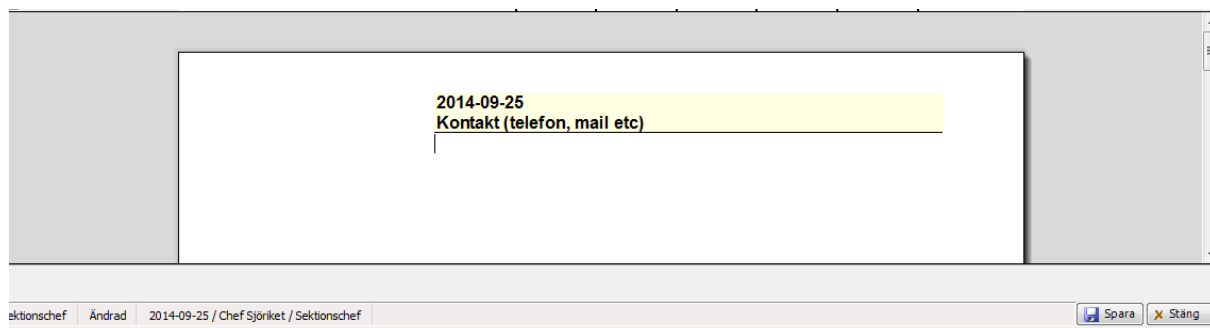 2014-09-25
Kontakt (telefon, mail etc)
ektionschef Ändrad 2014-09-25 / Chef Sjöriket / Sektionschef Spara Stäng